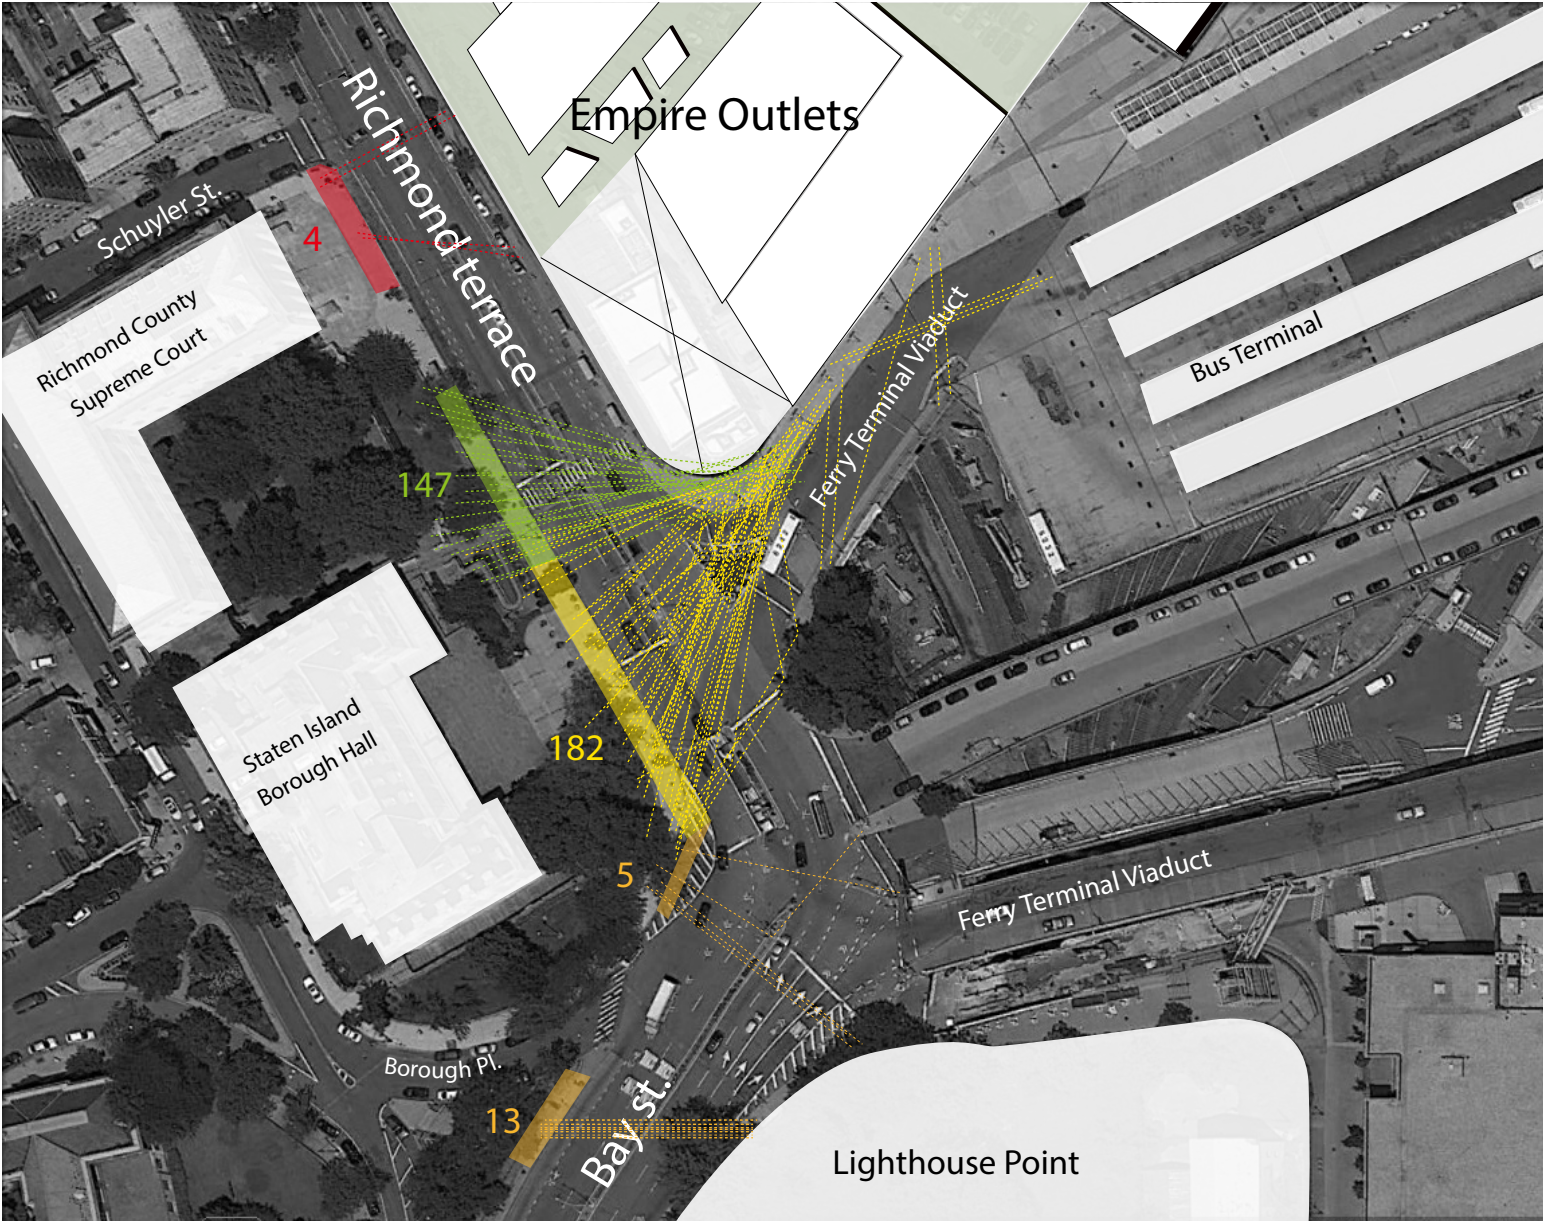 Empire Outlets
Richmond terrace
Schuyler St.
4
Richmond County
Supreme Court
Ferry Terminal Viaduct
Bus Terminal
147
Staten Island
Borough Hall
182
5
Ferry Terminal Viaduct
Borough Pl.
13
Bay st.
Lighthouse Point